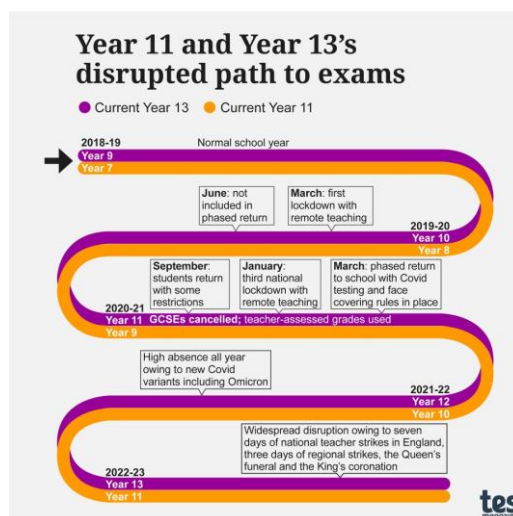 Year 11 and Year 13’s
disrupted path to exams
Current Year 13
Current Year 11
2018-19
Normal school year
Year 9
Year 7
June: not
included in
phased return
March: first
lockdown with
remote teaching
2019-20
Year 10
Year 8
September:
students return
with some
restrictions
January:
third national
lockdown with
remote teaching
March: phased return
to school with Covid
testing and face
covering rules in place
2020-21
Year 11 GCSEs cancelled; teacher-assessed grades used
Year 9
High absence all year
owing to new Covid
variants including Omicron
2021-22
Year 12
Year 10
Widespread disruption owing to seven
days of national teacher strikes in England,
three days of regional strikes, the Queen’s
funeral and the King’s coronation
2022-23
Year 13
Year 11
tes
magazine